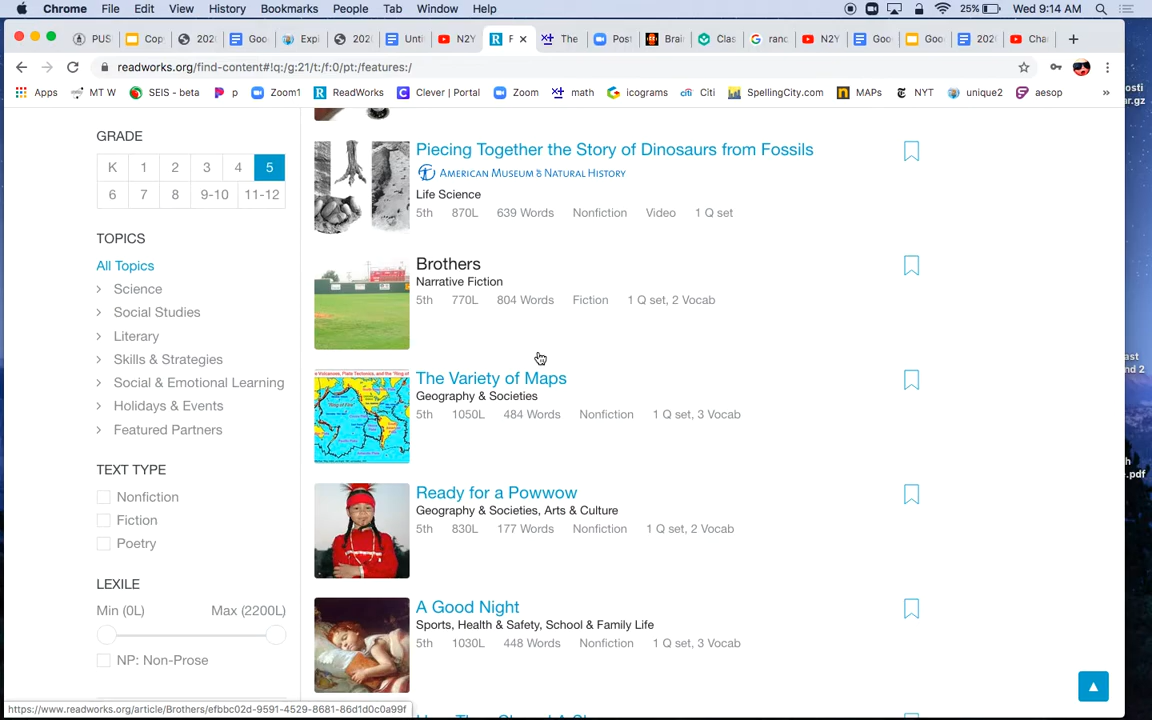 Chrome File Edit View History Bookmarks People Tab Window Help 25% Wed 9:14 AM
PUS Cop 202 Goo Expl 202 Unti N2Y F The Post Brai Clas ranc N2Y Goo Goo 202 Cha
readworks.org/find-content#!q:/g:21/t:/f:0/pt:/features:/
Apps MT W SEIS - beta p Zoom1 ReadWorks Clever | Portal Zoom math icograms Citi SpellingCity.com MAPs NYT unique2 aesop »
GRADE
K 1 2 3 4 5
6 7 8 9-10 11-12
TOPICS
All Topics
Science
Social Studies
Literary
Skills & Strategies
Social & Emotional Learning
Holidays & Events
Featured Partners
TEXT TYPE
Nonfiction
Fiction
Poetry
LEXILE
Min (0L) Max (2200L)
NP: Non-Prose
Piecing Together the Story of Dinosaurs from Fossils
AMERICAN MUSEUM & NATURAL HISTORY
Life Science
5th 870L 639 Words Nonfiction Video 1 Q set
Brothers
Narrative Fiction
5th 770L 804 Words Fiction 1 Q set, 2 Vocab
The Variety of Maps
Geography & Societies
5th 1050L 484 Words Nonfiction 1 Q set, 3 Vocab
Ready for a Powwow
Geography & Societies, Arts & Culture
5th 830L 177 Words Nonfiction 1 Q set, 2 Vocab
A Good Night
Sports, Health & Safety, School & Family Life
5th 1030L 448 Words Nonfiction 1 Q set, 3 Vocab
https://www.readworks.org/article/Brothers/efbbc02d-9591-4529-8681-86d1d0c0a99f
osti
ar.gz
ast
nd 2
h
.pdf